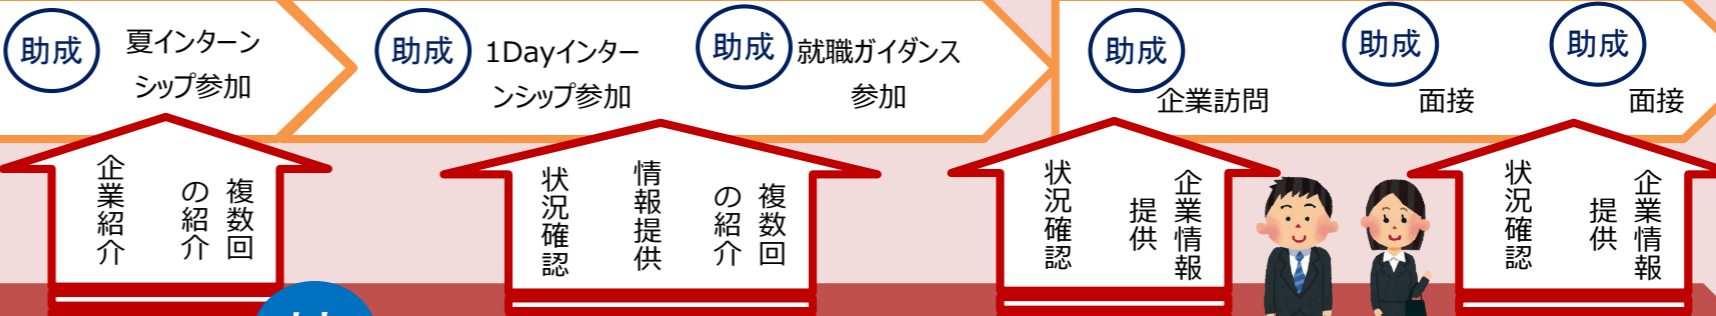 助成
夏インターン
シップ参加
助成
1Dayインター
ンシップ参加
助成
就職ガイダンス
参加
助成
企業訪問
助成
面接
助成
面接
複数回
の紹介
企業紹介
複数回
の紹介
情報提供
状況確認
企業情報
提供
状況確認
企業情報
提供
状況確認